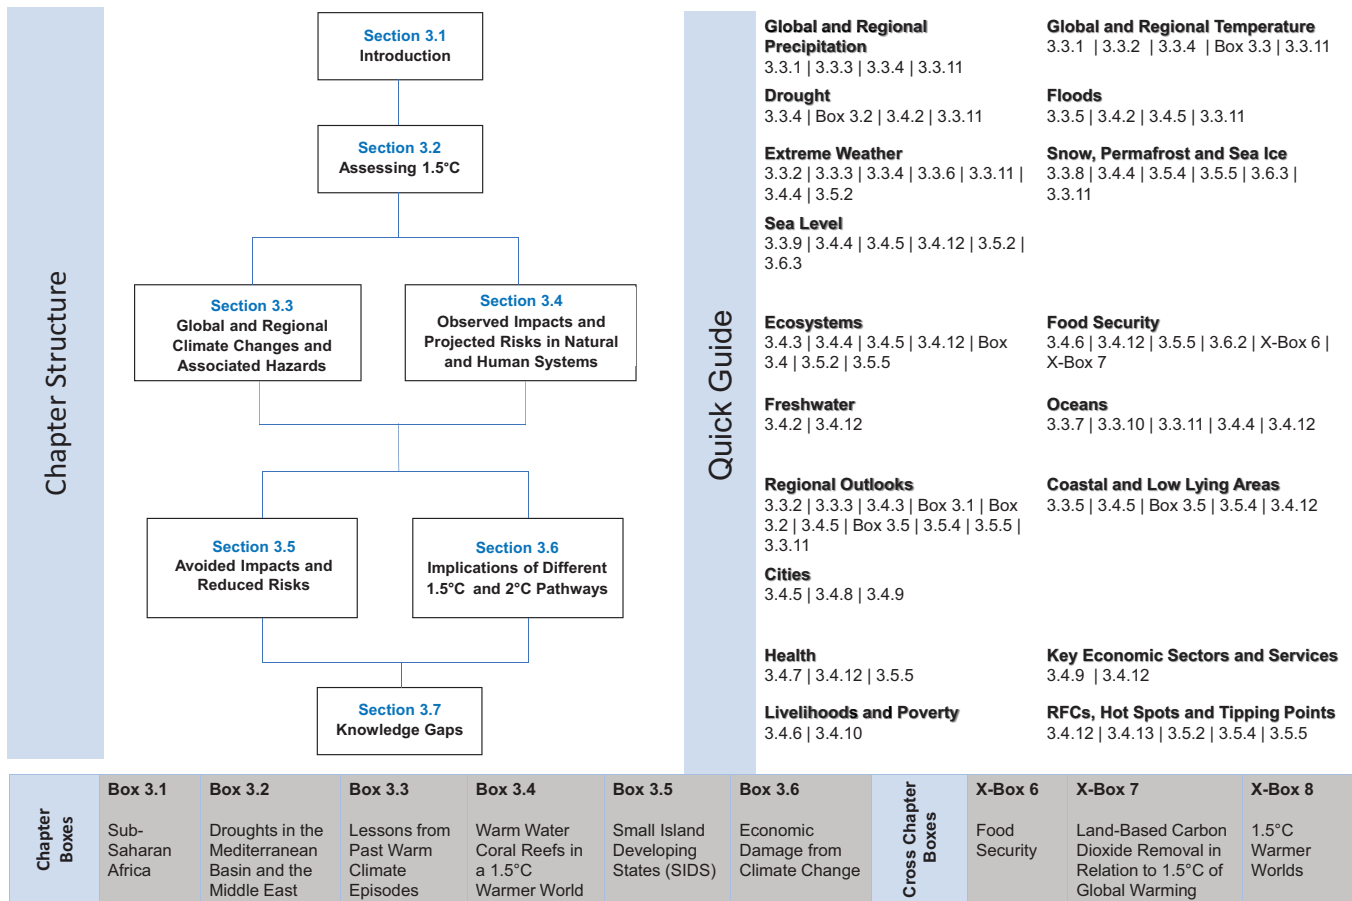 Chapter Structure
Section 3.1
Introduction
Section 3.2
Assessing 1.5°C
Section 3.3
Global and Regional
Climate Changes and
Associated Hazards
Section 3.4
Observed Impacts and
Projected Risks in Natural
and Human Systems
Section 3.5
Avoided Impacts and
Reduced Risks
Section 3.6
Implications of Different
1.5°C and 2°C Pathways
Section 3.7
Knowledge Gaps
Quick Guide
Global and Regional
Precipitation
3.3.1 | 3.3.3 | 3.3.4 | 3.3.11
Global and Regional Temperature
3.3.1 | 3.3.2 | 3.3.4 | Box 3.3 | 3.3.11
Drought
3.3.4 | Box 3.2 | 3.4.2 | 3.3.11
Floods
3.3.5 | 3.4.2 | 3.4.5 | 3.3.11
Extreme Weather
3.3.2 | 3.3.3 | 3.3.4 | 3.3.6 | 3.3.11 |
3.4.4 | 3.5.2
Snow, Permafrost and Sea Ice
3.3.8 | 3.4.4 | 3.5.4 | 3.5.5 | 3.6.3 |
3.3.11
Sea Level
3.3.9 | 3.4.4 | 3.4.5 | 3.4.12 | 3.5.2 |
3.6.3
Ecosystems
3.4.3 | 3.4.4 | 3.4.5 | 3.4.12 | Box
3.4 | 3.5.2 | 3.5.5
Food Security
3.4.6 | 3.4.12 | 3.5.5 | 3.6.2 | X-Box 6 |
X-Box 7
Freshwater
3.4.2 | 3.4.12
Oceans
3.3.7 | 3.3.10 | 3.3.11 | 3.4.4 | 3.4.12
Regional Outlooks
3.3.2 | 3.3.3 | 3.4.3 | Box 3.1 | Box
3.2 | 3.4.5 | Box 3.5 | 3.5.4 | 3.5.5 |
3.3.11
Coastal and Low Lying Areas
3.3.5 | 3.4.5 | Box 3.5 | 3.5.4 | 3.4.12
Cities
3.4.5 | 3.4.8 | 3.4.9
Health
3.4.7 | 3.4.12 | 3.5.5
Key Economic Sectors and Services
3.4.9 | 3.4.12
Livelihoods and Poverty
3.4.6 | 3.4.10
RFCs, Hot Spots and Tipping Points
3.4.12 | 3.4.13 | 3.5.2 | 3.5.4 | 3.5.5
Chapter
Boxes
Box 3.1
Sub-
Saharan
Africa
Box 3.2
Droughts in the
Mediterranean
Basin and the
Middle East
Box 3.3
Lessons from
Past Warm
Climate
Episodes
Box 3.4
Warm Water
Coral Reefs in
a 1.5°C
Warmer World
Box 3.5
Small Island
Developing
States (SIDS)
Box 3.6
Economic
Damage from
Climate Change
Cross Chapter
Boxes
X-Box 6
Food
Security
X-Box 7
Land-Based Carbon
Dioxide Removal in
Relation to 1.5°C of
Global Warming
X-Box 8
1.5°C
Warmer
Worlds